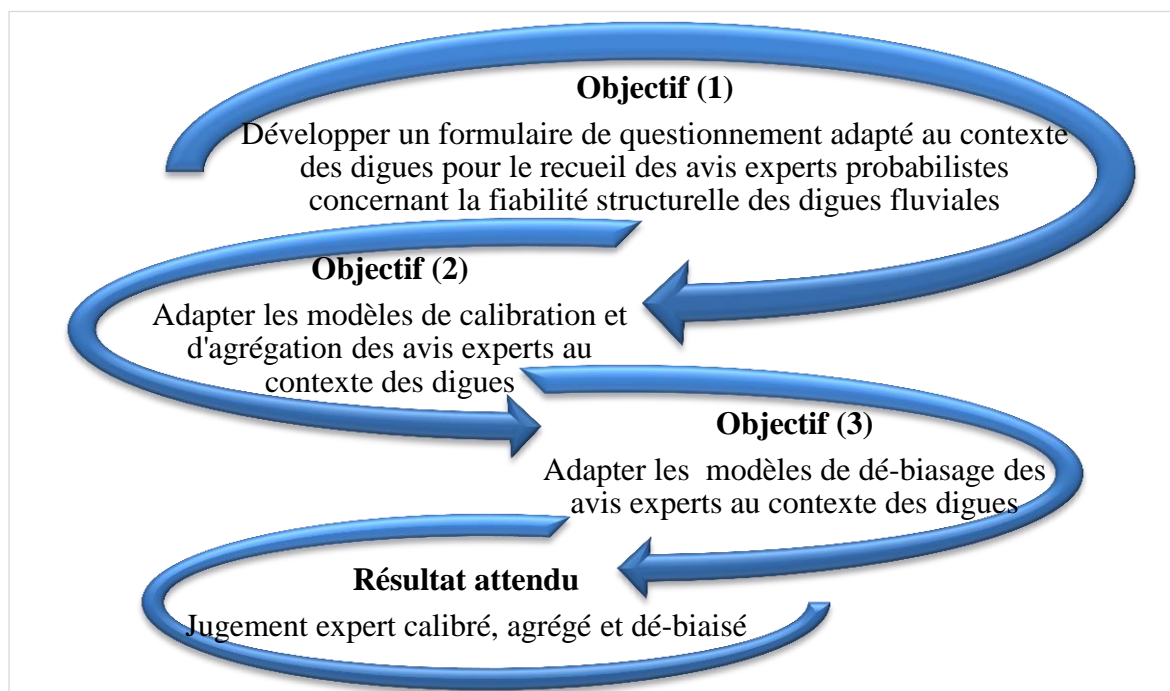 Objectif (1)
Développer un formulaire de questionnement adapté au contexte
des digues pour le recueil des avis experts probabilistes
concernant la fiabilité structurelle des digues fluviales
Objectif (2)
Adapter les modèles de calibration et
d'agrégation des avis experts au
contexte des digues
Objectif (3)
Adapter les modèles de dé-biasage des
avis experts au contexte des digues
Résultat attendu
Jugement expert calibré, agrégé et dé-biaisé